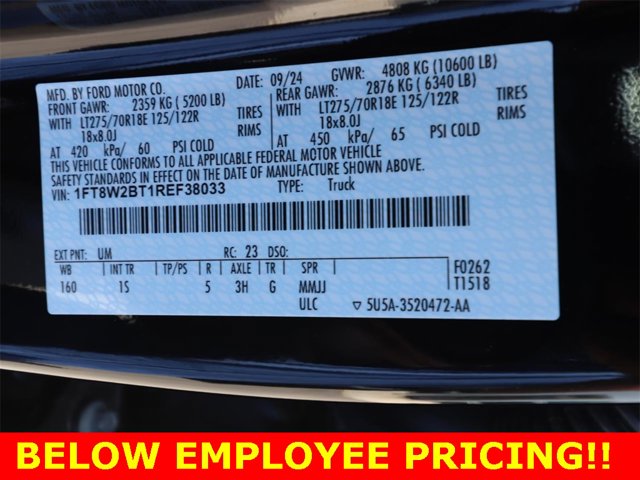 MFD. BY FORD MOTOR CO. DATE: 09/24 GVWR: 4808 KG (10600 LB)
FRONT GAWR: 2359 KG ( 5200 LB) REAR GAWR: 2876 KG ( 6340 LB)
WITH LT275/70R18E 125/122R TIRES WITH LT275/70R18E 125/122R TIRES
18x8.0J RIMS 18x8.0J RIMS
AT 420 kPa/ 60 PSI COLD AT 450 kPa/ 65 PSI COLD
THIS VEHICLE CONFORMS TO ALL APPLICABLE FEDERAL MOTOR VEHICLE
SAFETY STANDARDS IN EFFECT ON THE DATE OF MANUFACTURE SHOWN ABOVE.
VIN: 1FT8W2BT1REF38033 TYPE: Truck
EXT PNT: UM RC: 23 DSO:
WB INT TR TP/PS R AXLE TR SPR F0262
160 1S 5 3H G MMJJ T1518
ULC ▽ 5U5A-3520472-AA
BELOW EMPLOYEE PRICING!!